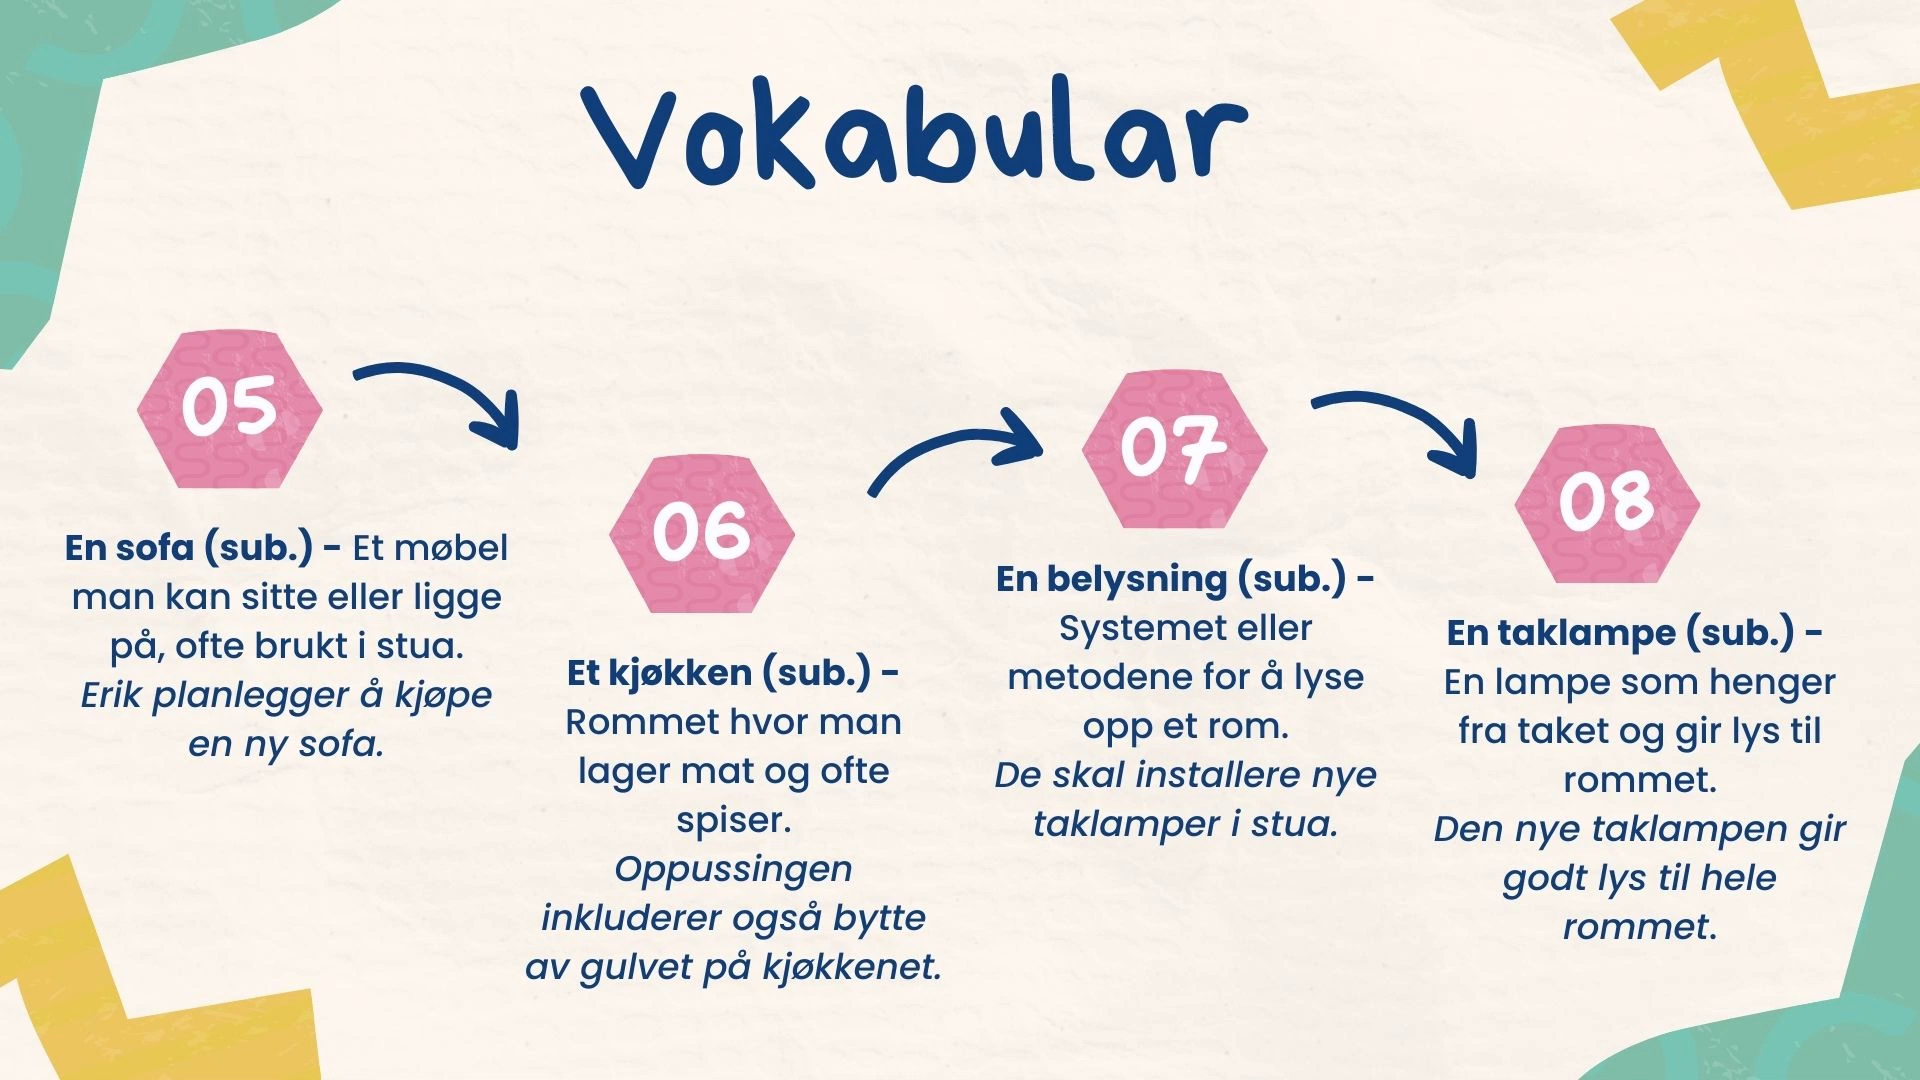 Vokabular
05
En sofa (sub.) - Et møbel
man kan sitte eller ligge
på, ofte brukt i stua.
Erik planlegger å kjøpe
en ny sofa.
06
Et kjøkken (sub.) -
Rommet hvor man
lager mat og ofte
spiser.
Oppussingen
inkluderer også bytte
av gulvet på kjøkkenet.
07
En belysning (sub.) -
Systemet eller
metodene for å lyse
opp et rom.
De skal installere nye
taklamper i stua.
08
En taklampe (sub.) -
En lampe som henger
fra taket og gir lys til
rommet.
Den nye taklampen gir
godt lys til hele
rommet.